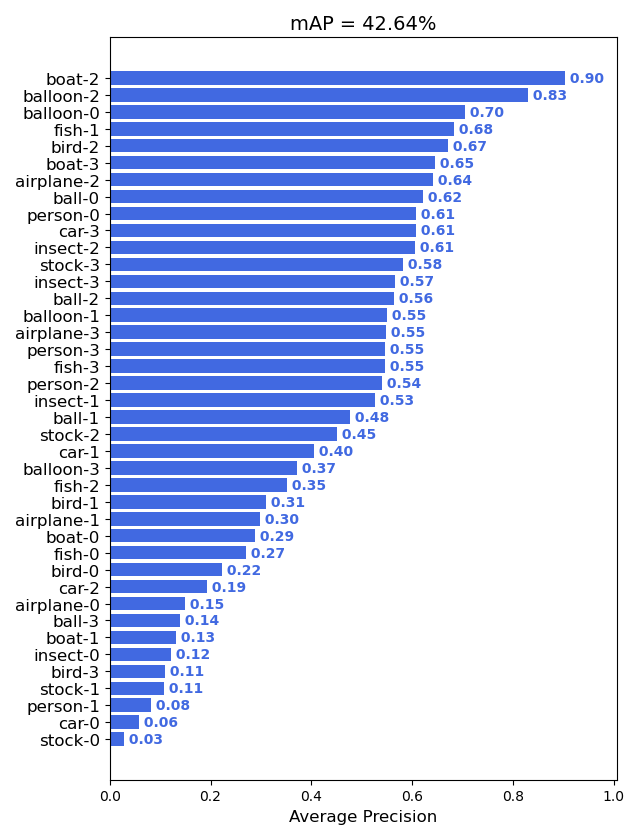 mAP = 42.64%
boat-2 0.90
balloon-2 0.83
balloon-0 0.70
fish-1 0.68
bird-2 0.67
boat-3 0.65
airplane-2 0.64
ball-0 0.62
person-0 0.61
car-3 0.61
insect-2 0.61
stock-3 0.58
insect-3 0.57
ball-2 0.56
balloon-1 0.55
airplane-3 0.55
person-3 0.55
fish-3 0.55
person-2 0.54
insect-1 0.53
ball-1 0.48
stock-2 0.45
car-1 0.40
balloon-3 0.37
fish-2 0.35
bird-1 0.31
airplane-1 0.30
boat-0 0.29
fish-0 0.27
bird-0 0.22
car-2 0.19
airplane-0 0.15
ball-3 0.14
boat-1 0.13
insect-0 0.12
bird-3 0.11
stock-1 0.11
person-1 0.08
car-0 0.06
stock-0 0.03
0.0 0.2 0.4 0.6 0.8 1.0
Average Precision